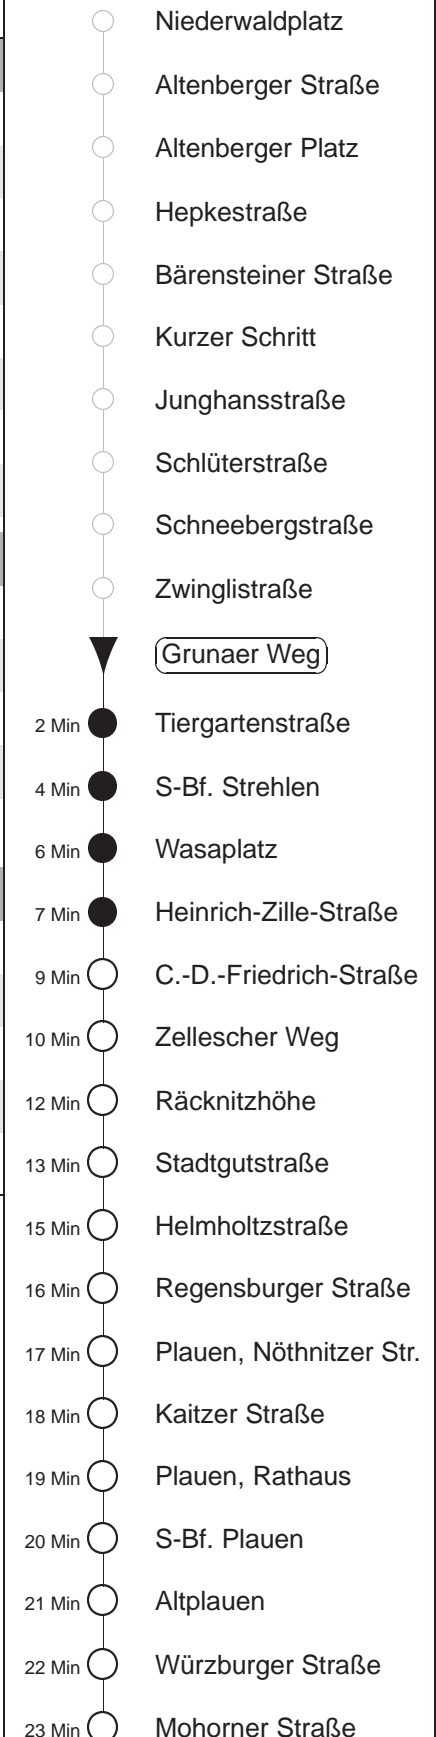 Niederwaldplatz
Altenberger Straße
Altenberger Platz
Hepkestraße
Bärensteiner Straße
Kurzer Schritt
Junghansstraße
Schlüterstraße
Schneebergstraße
Zwinglistraße
Grunaer Weg
2 Min Tiergartenstraße
4 Min S-Bf. Strehlen
6 Min Wasaplatz
7 Min Heinrich-Zille-Straße
9 Min C.-D.-Friedrich-Straße
10 Min Zellescher Weg
12 Min Räcknitzhöhe
13 Min Stadtgutstraße
15 Min Helmholtzstraße
16 Min Regensburger Straße
17 Min Plauen, Nöthnitzer Str.
18 Min Kaitzer Straße
19 Min Plauen, Rathaus
20 Min S-Bf. Plauen
21 Min Altplauen
22 Min Würzburger Straße
23 Min Mohorner Straße